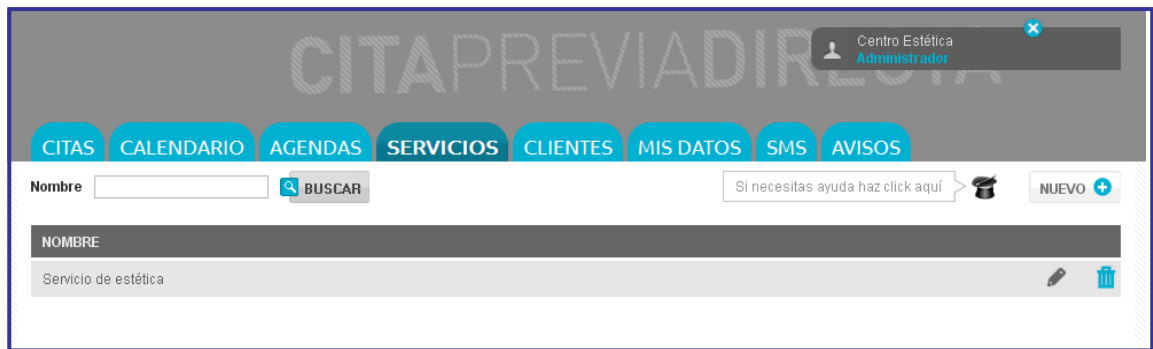 CITAPREVIADIRECTA
Centro Estética
Administrador
CITAS CALENDARIO AGENDAS SERVICIOS CLIENTES MIS DATOS SMS AVISOS
Nombre BUSCAR Si necesitas ayuda haz click aquí NUEVO
NOMBRE
Servicio de estética